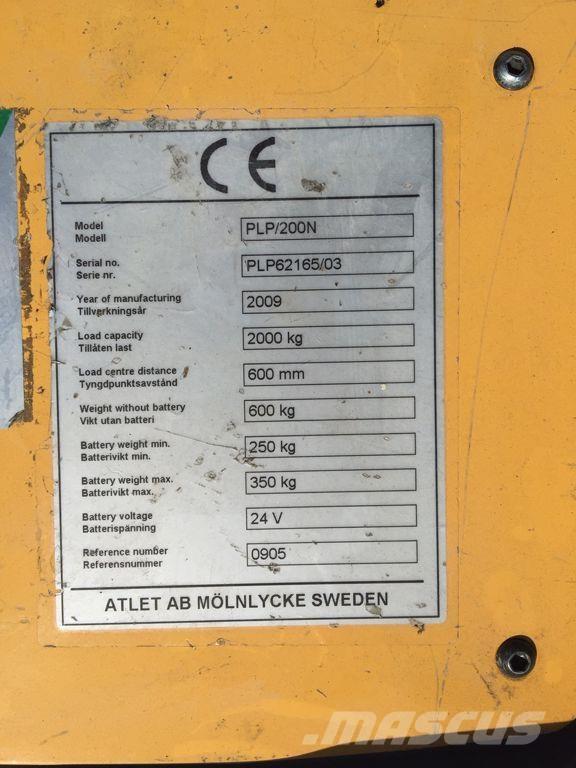 CE
Model
Modell
PLP/200N
Serial no.
Serie nr.
PLP62165/03
Year of manufacturing
Tillverkningsår
2009
Load capacity
Tillåten last
2000 kg
Load centre distance
Tyngdpunktsavstånd
600 mm
Weight without battery
Vikt utan batteri
600 kg
Battery weight min.
Batterivikt min.
250 kg
Battery weight max.
Batterivikt max.
350 kg
Battery voltage
Batterispänning
24 V
Reference number
Referensnummer
0905
ATLET AB MÖLNLYCKE SWEDEN
MASCUS